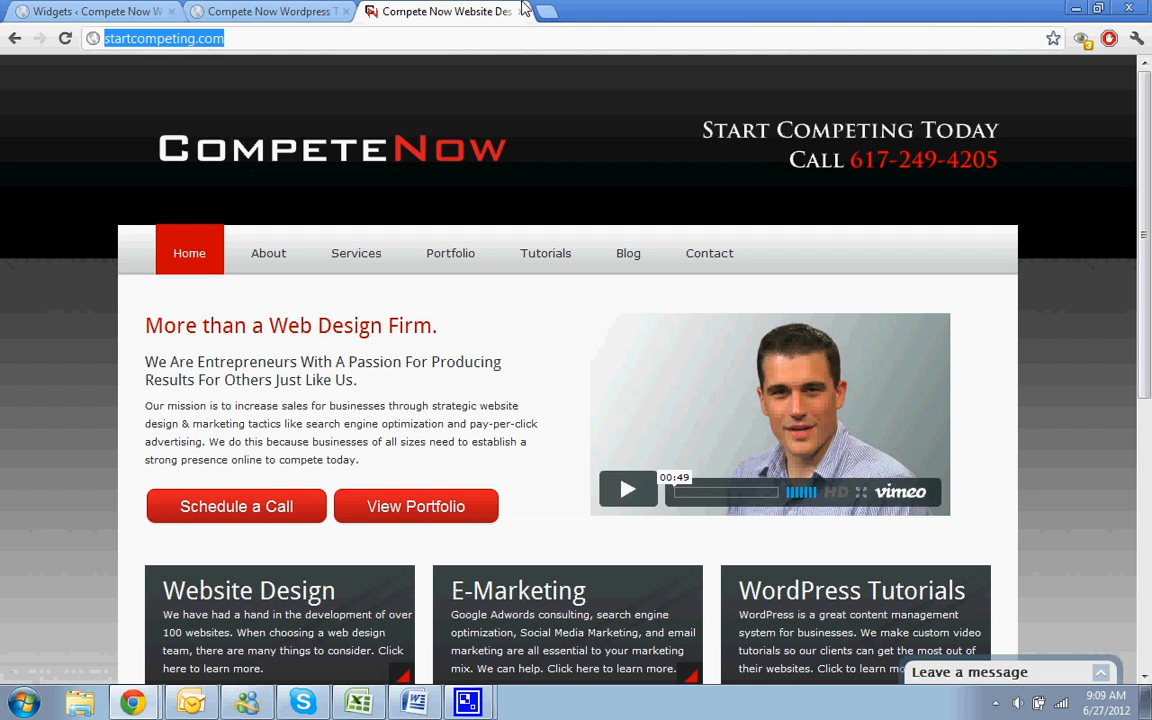 Widgets ‹ Compete Now W
Compete Now Wordpress T
Compete Now Website Des
startcompeting.com
3
COMPETENOW
START COMPETING TODAY
CALL 617-249-4205
Home
About
Services
Portfolio
Tutorials
Blog
Contact
More than a Web Design Firm.
We Are Entrepreneurs With A Passion For Producing
Results For Others Just Like Us.
Our mission is to increase sales for businesses through strategic website
design & marketing tactics like search engine optimization and pay-per-click
advertising. We do this because businesses of all sizes need to establish a
strong presence online to compete today.
00:49
HD
vimeo
Schedule a Call
View Portfolio
Website Design
We have had a hand in the development of over
100 websites. When choosing a web design
team, there are many things to consider. Click
here to learn more.
E-Marketing
Google Adwords consulting, search engine
optimization, Social Media Marketing, and email
marketing are all essential to your marketing
mix. We can help. Click here to learn more.
WordPress Tutorials
WordPress is a great content management
system for businesses. We make custom video
tutorials so our clients can get the most out of
their websites. Click to learn mo
Leave a message
9:09 AM
6/27/2012